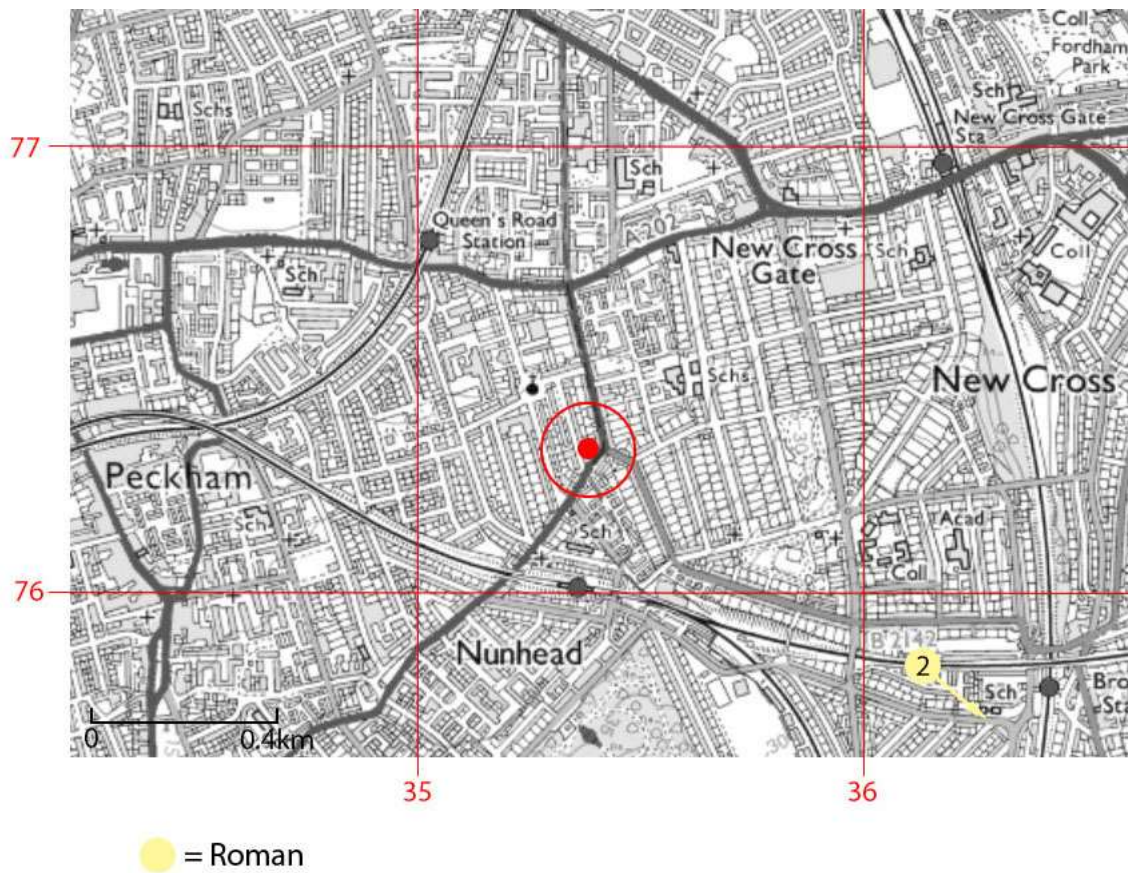 Coll
Fordham
Park
Schs
Sch
New Cross Gate
Sta
77
Sch
Queen's Road
Station
A202
New Cross
Gate
Sch
Coll
Sch
Schs
New Cross
Peckham
Sch
Sch
Acad
Coll
76
Nunhead
B2142
2
Sch
Bro
Sta
0
0.4km
30
35
36
= Roman